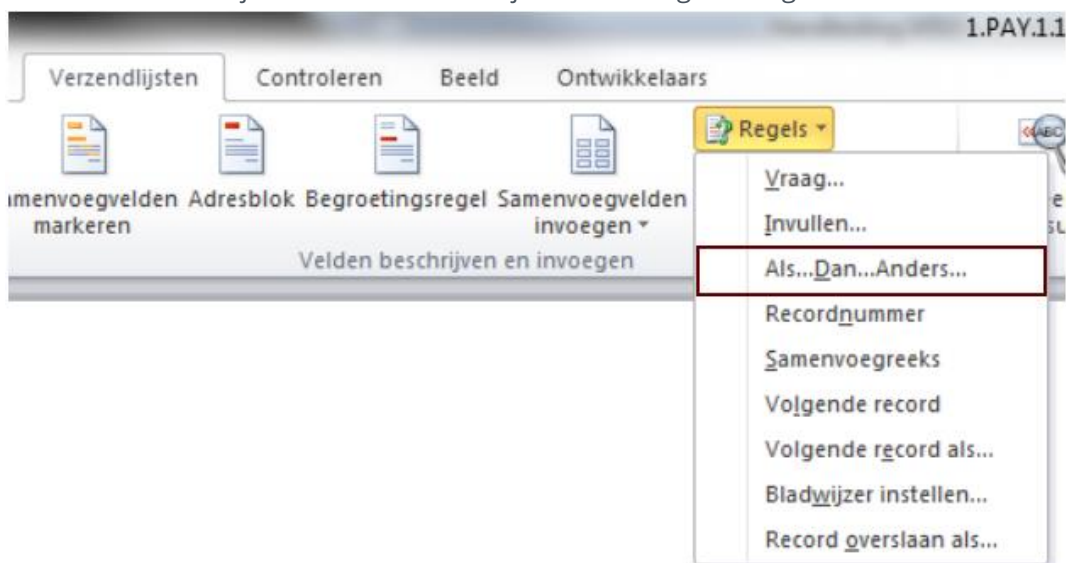 1.PAY.1.1
Verzendlijsten Controleren Beeld Ontwikkelaars
Regels
markeren
Adresblok Begroetingsregel Samenvoegvelden
invoegen
Velden beschrijven en invoegen
Vraag...
Invullen...
Als...Dan...Anders...
Recordnummer
Samenvoegreeks
Volgende record
Volgende record als...
Bladwijzer instellen...
Record overslaan als...